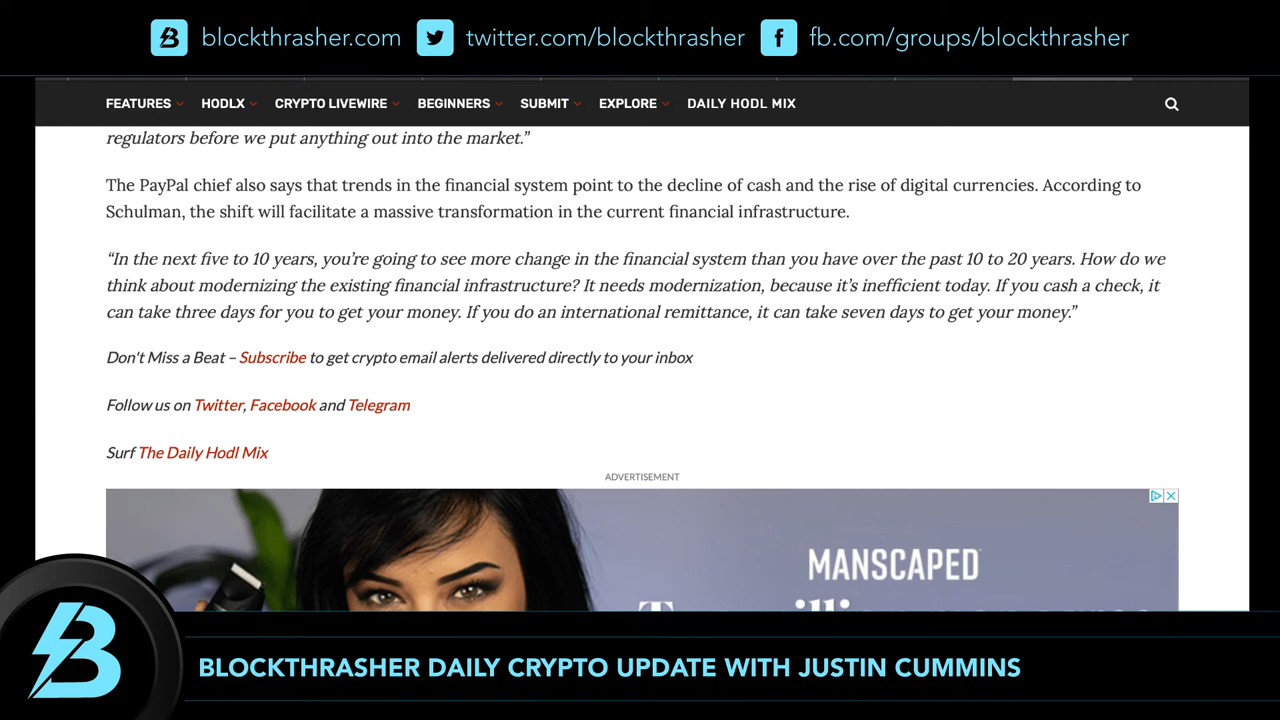 blockthrasher.com twitter.com/blockthrasher fb.com/groups/blockthrasher
FEATURES HODLX CRYPTO LIVEWIRE BEGINNERS SUBMIT EXPLORE DAILY HODL MIX
regulators before we put anything out into the market.”
The PayPal chief also says that trends in the financial system point to the decline of cash and the rise of digital currencies. According to
Schulman, the shift will facilitate a massive transformation in the current financial infrastructure.
“In the next five to 10 years, you’re going to see more change in the financial system than you have over the past 10 to 20 years. How do we
think about modernizing the existing financial infrastructure? It needs modernization, because it’s inefficient today. If you cash a check, it
can take three days for you to get your money. If you do an international remittance, it can take seven days to get your money.”
Don't Miss a Beat – Subscribe to get crypto email alerts delivered directly to your inbox
Follow us on Twitter, Facebook and Telegram
Surf The Daily Hodl Mix
ADVERTISEMENT
MANSCAPED
B
BLOCKTHRASHER DAILY CRYPTO UPDATE WITH JUSTIN CUMMINS